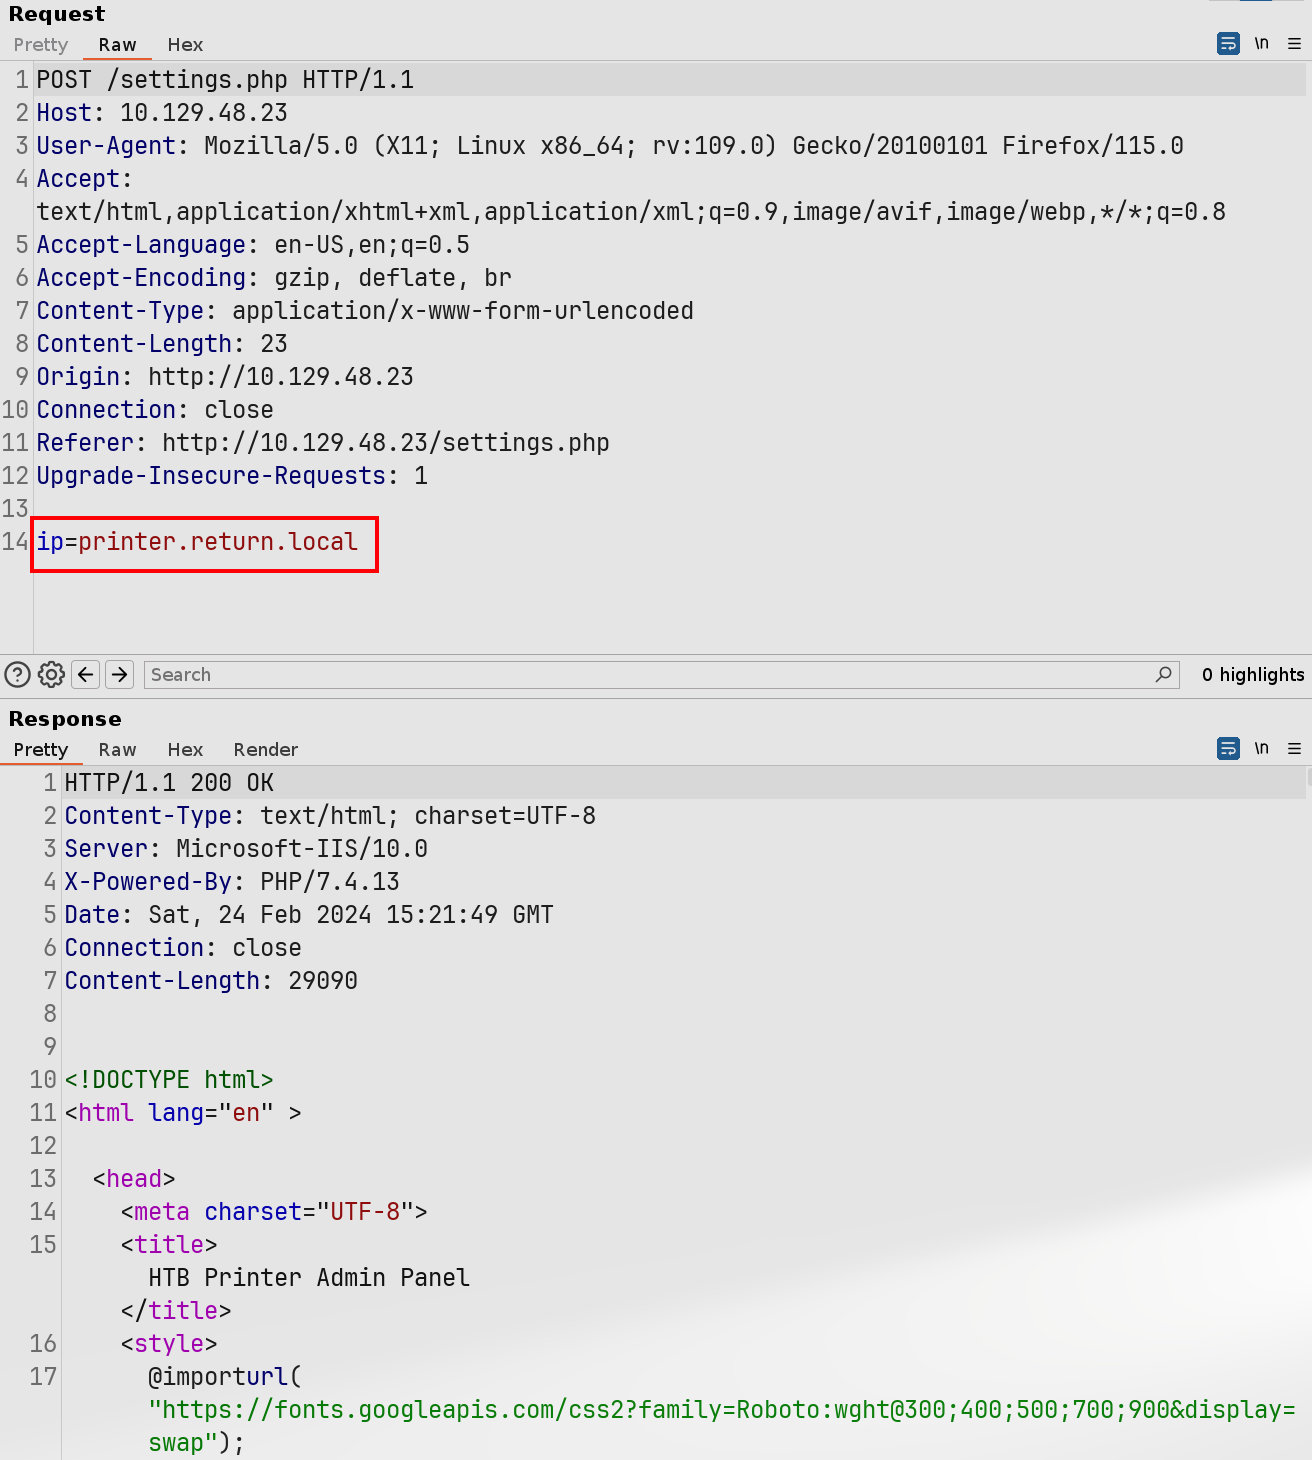 Request
Pretty Raw Hex
\n
1 POST /settings.php HTTP/1.1
2 Host: 10.129.48.23
3 User-Agent: Mozilla/5.0 (X11; Linux x86_64; rv:109.0) Gecko/20100101 Firefox/115.0
4 Accept:
text/html,application/xhtml+xml,application/xml;q=0.9,image/avif,image/webp,*/*;q=0.8
5 Accept-Language: en-US,en;q=0.5
6 Accept-Encoding: gzip, deflate, br
7 Content-Type: application/x-www-form-urlencoded
8 Content-Length: 23
9 Origin: http://10.129.48.23
10 Connection: close
11 Referer: http://10.129.48.23/settings.php
12 Upgrade-Insecure-Requests: 1
13
14 ip=printer.return.local
Search
0 highlights
Response
Pretty Raw Hex Render
\n
1 HTTP/1.1 200 OK
2 Content-Type: text/html; charset=UTF-8
3 Server: Microsoft-IIS/10.0
4 X-Powered-By: PHP/7.4.13
5 Date: Sat, 24 Feb 2024 15:21:49 GMT
6 Connection: close
7 Content-Length: 29090
8
9
10 <!DOCTYPE html>
11 <html lang="en" >
12
13 <head>
14 <meta charset="UTF-8">
15 <title>
HTB Printer Admin Panel
</title>
16 <style>
17 @importurl(
"https://fonts.googleapis.com/css2?family=Roboto:wght@300;400;500;700;900&display=
swap");